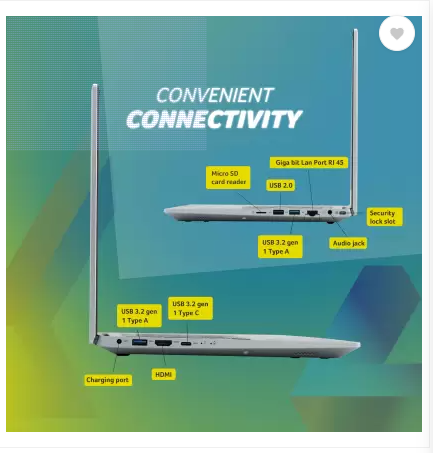 CONVENIENT
CONNECTIVITY
Giga bit Lan Port RJ 45
Micro SD
card reader
USB 2.0
Security
lock slot
USB 3.2 gen
1 Type A
Audio jack
USB 3.2 gen
1 Type C
USB 3.2 gen
1 Type A
HDMI
Charging port